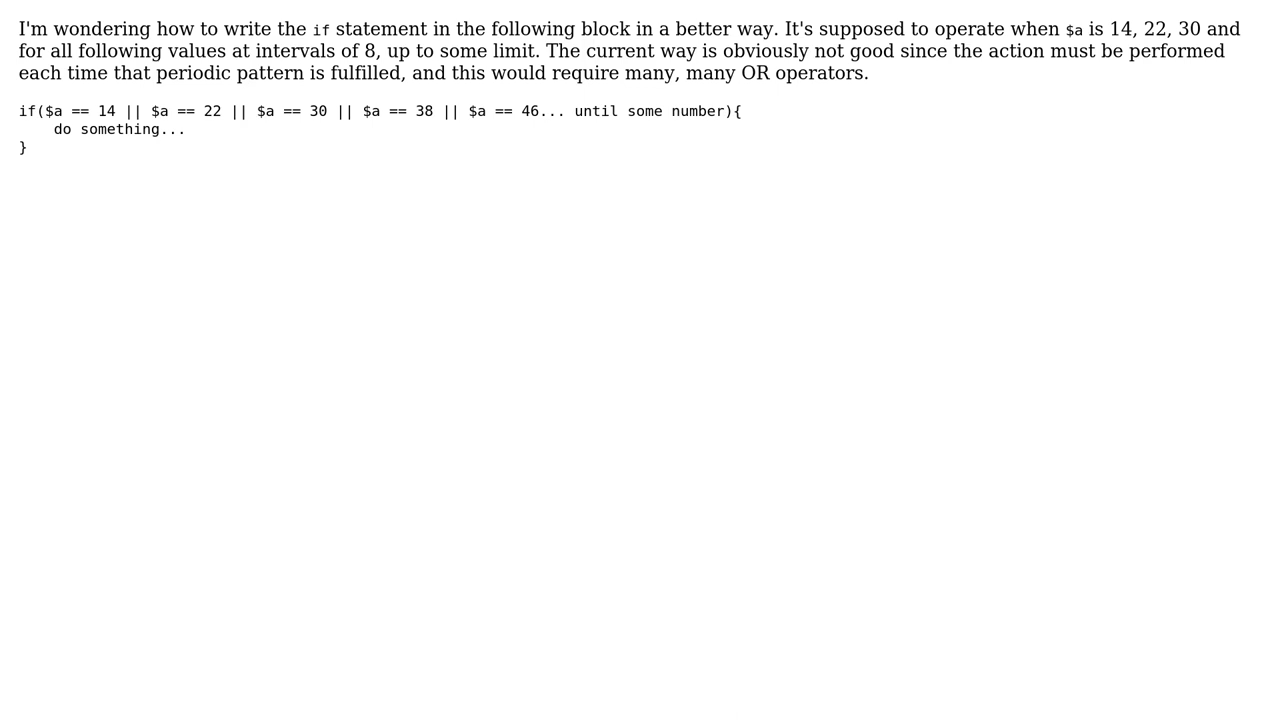 I'm wondering how to write the if statement in the following block in a better way. It's supposed to operate when $a is 14, 22, 30 and
for all following values at intervals of 8, up to some limit. The current way is obviously not good since the action must be performed
each time that periodic pattern is fulfilled, and this would require many, many OR operators.
if($a == 14 || $a == 22 || $a == 30 || $a == 38 || $a == 46... until some number){
    do something...
}